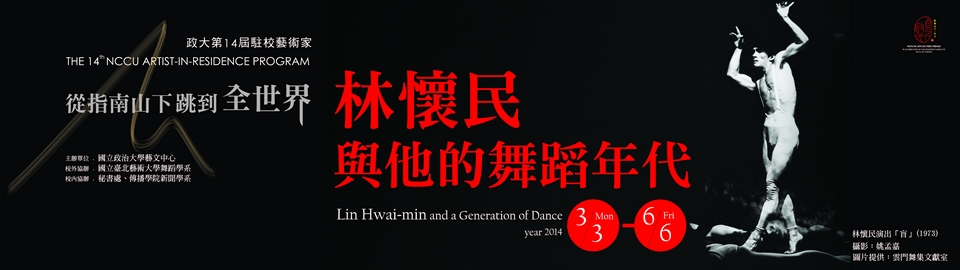 政大第14屆駐校藝術家
THE 14th NCCU ARTIST-IN-RESIDENCE PROGRAM
從指南山下跳到全世界
主辦單位．國立政治大學藝文中心
校外協辦．國立臺北藝術大學舞蹈學系
校內協辦．秘書處、傳播學院新聞學系
林懷民
與他的舞蹈年代
Lin Hwai-min and a Generation of Dance
year 2014
3 Mon 3 – 6 Fri 6
林懷民演出「盲」(1973)
攝影：姚孟嘉
圖片提供：雲門舞集文獻室